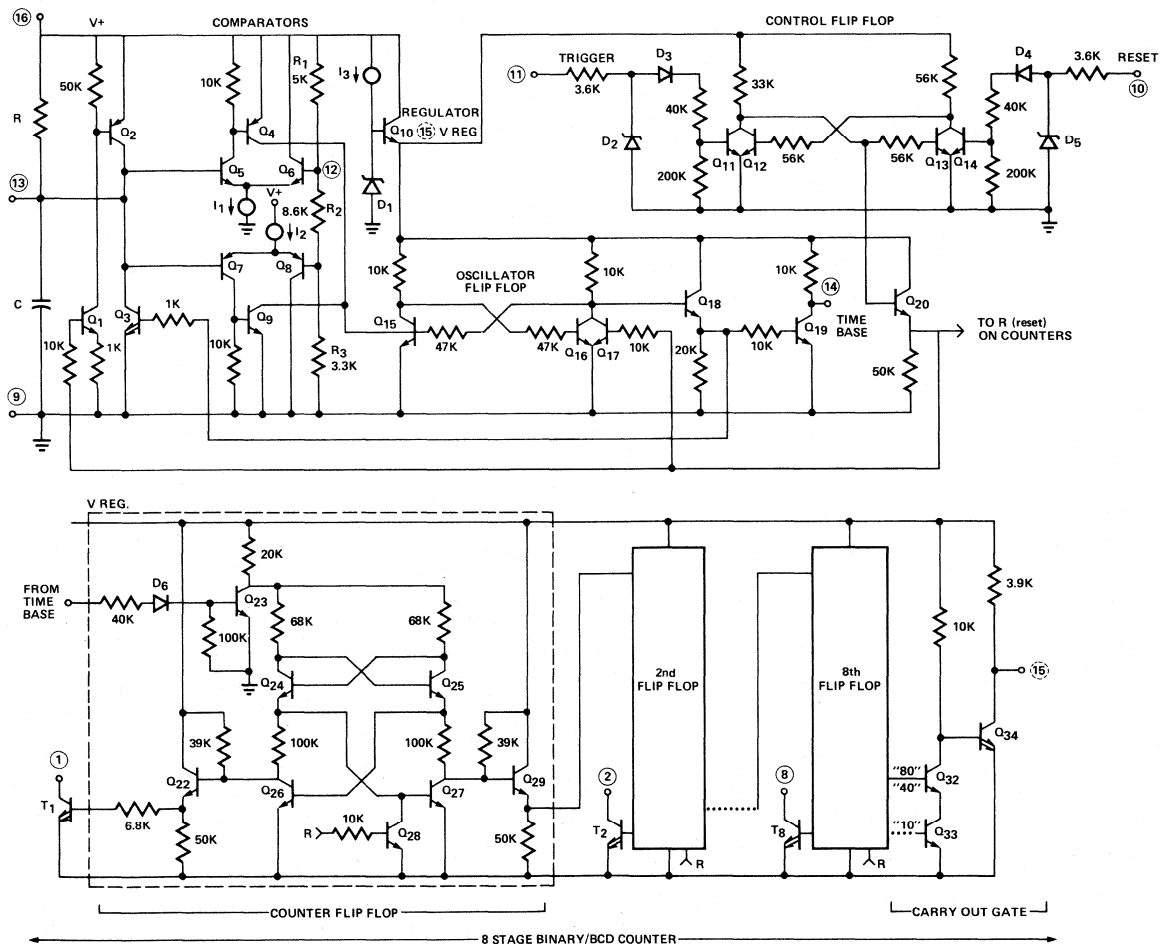 16
V+
COMPARATORS
CONTROL FLIP FLOP
R
50K
Q2
10K
Q4
R1
5K
I3
REGULATOR
Q10 15 V REG
TRIGGER
11
3.6K
D3
D2
40K
200K
33K
Q11 Q12
56K
56K
56K
Q13 Q14
D4
40K
200K
3.6K
RESET
10
D5
13
Q5
Q6
12
I1
V+
8.6K
R2
I2
D1
Q7
Q8
C
Q1
Q3
1K
1K
10K
Q9
10K
R3
3.3K
10K
OSCILLATOR
FLIP FLOP
10K
Q15
47K
47K
Q16 Q17
10K
Q18
20K
10K
10K
14
TIME
BASE
Q19
Q20
50K
TO R (reset)
ON COUNTERS
9
V REG.
FROM
TIME
BASE
40K
D6
20K
Q23
100K
68K
68K
Q24
Q25
39K
100K
100K
39K
1
T1
6.8K
Q22
50K
Q26
Q27
R
10K
Q28
Q29
50K
2nd
FLIP FLOP
2
T2
R
8th
FLIP FLOP
8
T8
R
10K
3.9K
15
Q34
"80"
"40"
Q32
"10"
Q33
COUNTER FLIP FLOP
CARRY OUT GATE
8 STAGE BINARY/BCD COUNTER